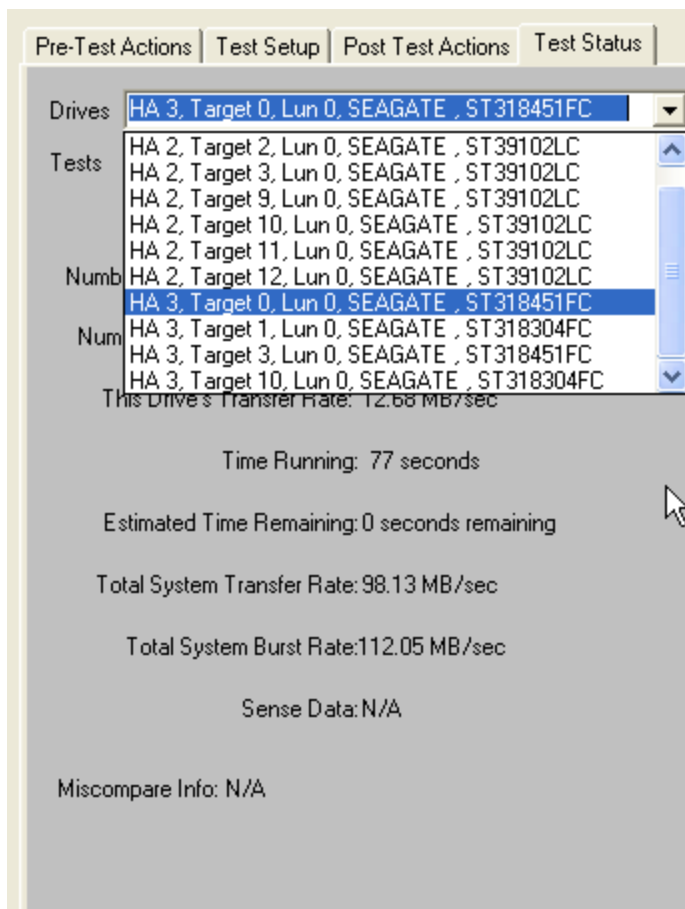 Pre-Test Actions Test Setup Post Test Actions Test Status
Drives HA 3, Target 0, Lun 0, SEAGATE , ST318451FC
Tests
HA 2, Target 2, Lun 0, SEAGATE , ST39102LC
HA 2, Target 3, Lun 0, SEAGATE , ST39102LC
HA 2, Target 9, Lun 0, SEAGATE , ST39102LC
HA 2, Target 10, Lun 0, SEAGATE , ST39102LC
HA 2, Target 11, Lun 0, SEAGATE , ST39102LC
Numb HA 2, Target 12, Lun 0, SEAGATE , ST39102LC
HA 3, Target 0, Lun 0, SEAGATE , ST318451FC
Num HA 3, Target 1, Lun 0, SEAGATE , ST318304FC
HA 3, Target 3, Lun 0, SEAGATE , ST318451FC
HA 3, Target 10, Lun 0, SEAGATE , ST318304FC
This Drive's Transfer Rate: 12.68 MB/sec
Time Running: 77 seconds
Estimated Time Remaining: 0 seconds remaining
Total System Transfer Rate: 98.13 MB/sec
Total System Burst Rate:112.05 MB/sec
Sense Data: N/A
Miscompare Info: N/A